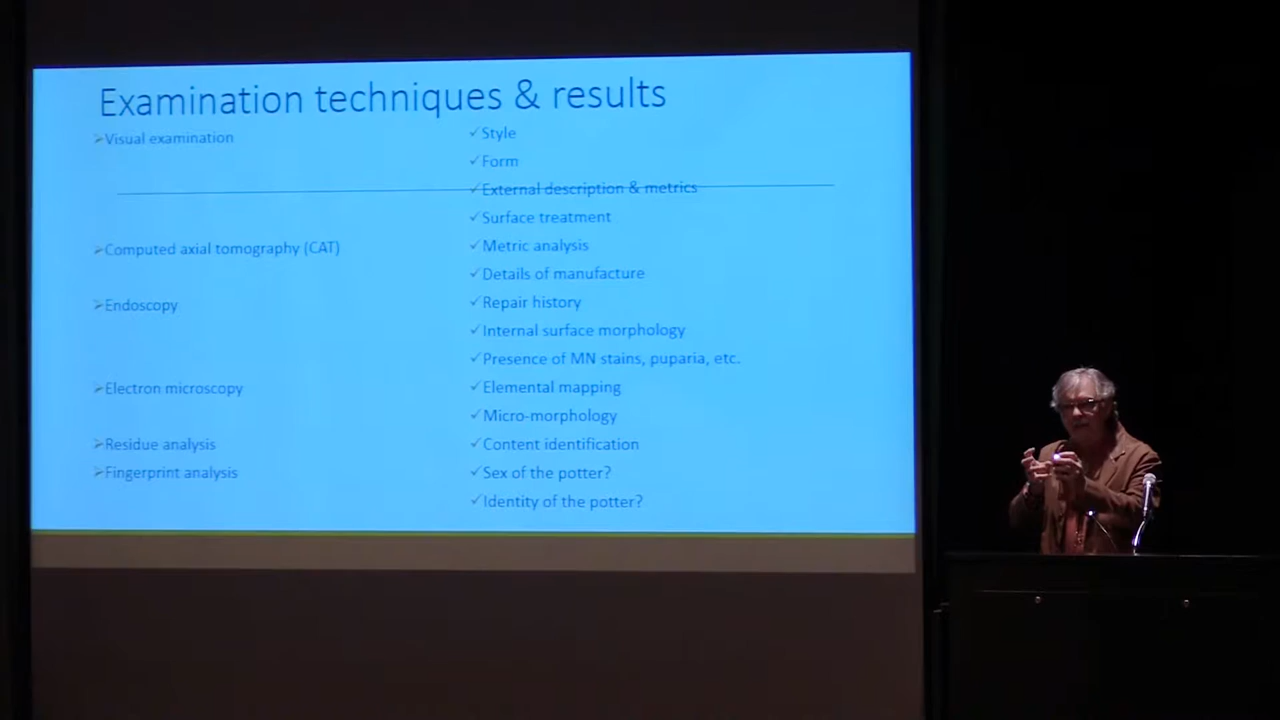 Examination techniques & results
➢Visual examination
✓Style
✓Form
✓External description & metrics
✓Surface treatment
➢Computed axial tomography (CAT)
✓Metric analysis
✓Details of manufacture
➢Endoscopy
✓Repair history
✓Internal surface morphology
✓Presence of MN stains, puparia, etc.
➢Electron microscopy
✓Elemental mapping
✓Micro-morphology
➢Residue analysis
✓Content identification
➢Fingerprint analysis
✓Sex of the potter?
✓Identity of the potter?